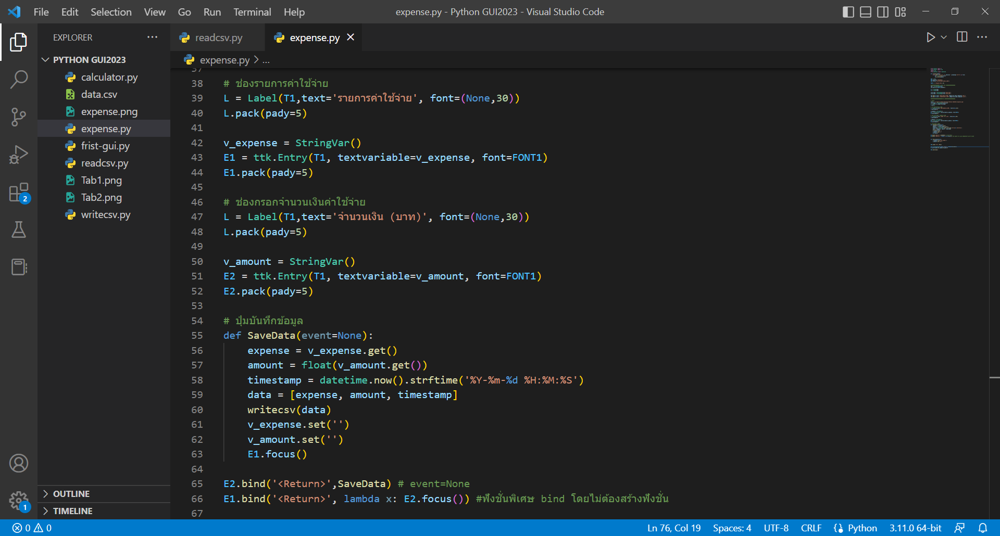 File Edit Selection View Go Run Terminal Help
expense.py - Python GUI2023 - Visual Studio Code
EXPLORER
readcsv.py
expense.py
PYTHON GUI2023
calculator.py
data.csv
expense.png
expense.py
frist-gui.py
readcsv.py
Tab1.png
Tab2.png
writecsv.py
OUTLINE
TIMELINE
2
1
expense.py > ...
37
38 # ช่องรายการค่าใช้จ่าย
39 L = Label(T1,text='รายการค่าใช้จ่าย', font=(None,30))
40 L.pack(pady=5)
41
42 v_expense = StringVar()
43 E1 = ttk.Entry(T1, textvariable=v_expense, font=FONT1)
44 E1.pack(pady=5)
45
46 # ช่องกรอกจำนวนเงินค่าใช้จ่าย
47 L = Label(T1,text='จำนวนเงิน (บาท)', font=(None,30))
48 L.pack(pady=5)
49
50 v_amount = StringVar()
51 E2 = ttk.Entry(T1, textvariable=v_amount, font=FONT1)
52 E2.pack(pady=5)
53
54 # ปุ่มบันทึกข้อมูล
55 def SaveData(event=None):
56 expense = v_expense.get()
57 amount = float(v_amount.get())
58 timestamp = datetime.now().strftime('%Y-%m-%d %H:%M:%S')
59 data = [expense, amount, timestamp]
60 writecsv(data)
61 v_expense.set('')
62 v_amount.set('')
63 E1.focus()
64
65 E2.bind('<Return>',SaveData) # event=None
66 E1.bind('<Return>', lambda x: E2.focus()) #ฟังชั่นพิเศษ bind โดยไม่ต้องสร้างฟังชั่น
67
0 0
Ln 76, Col 19 Spaces: 4 UTF-8 CRLF Python 3.11.0 64-bit